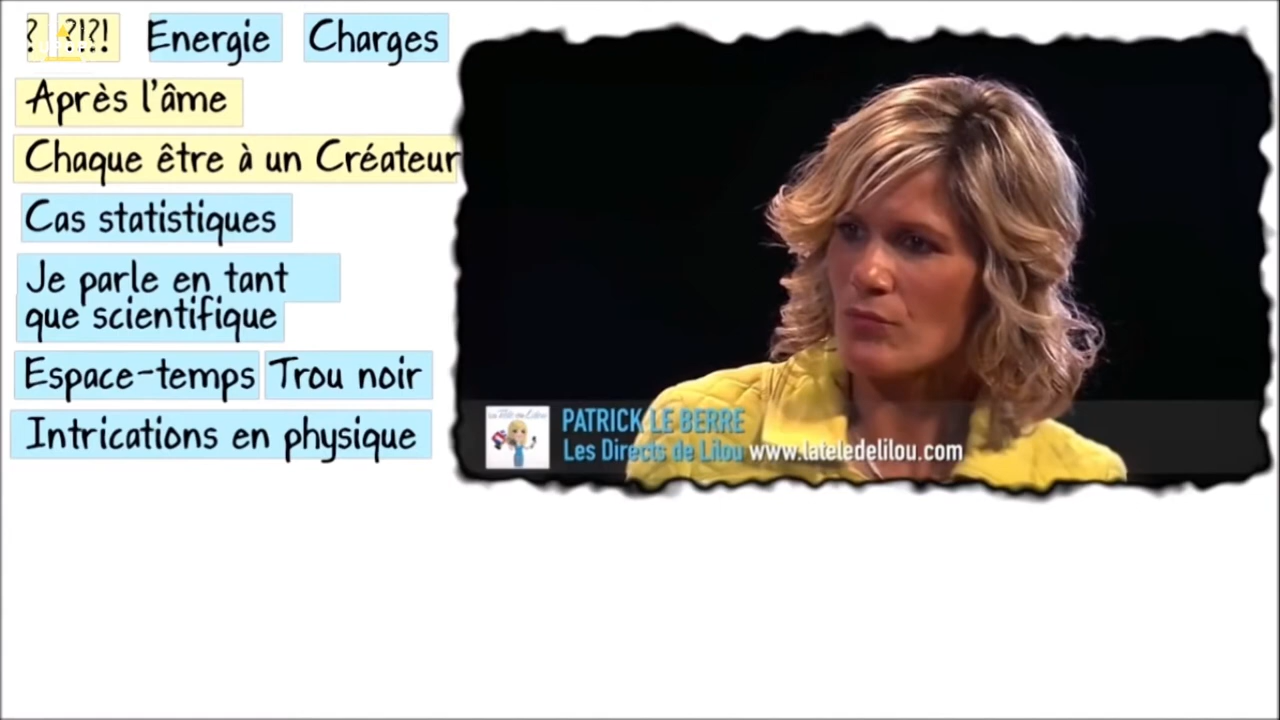 ? ?!?! Energie Charges
Après l'âme
Chaque être à un Créateur
Cas statistiques
Je parle en tant
que scientifique
Espace-temps Trou noir
Intrications en physique
PATRICK LE BERRE
Les Directs de Lilou www.lateledelilou.com